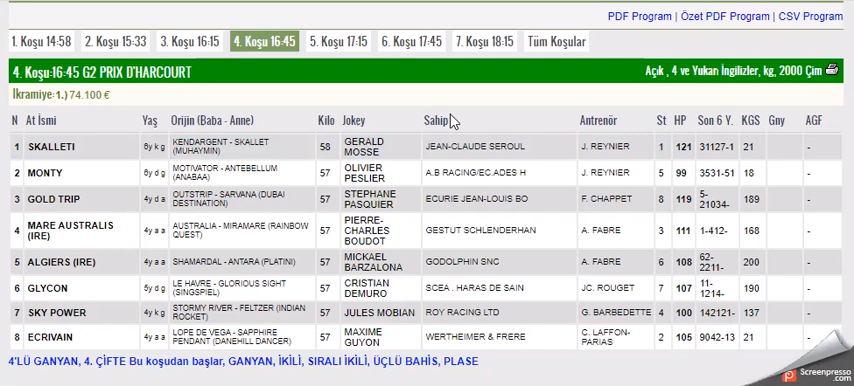 PDF Program | Özet PDF Program | CSV Program
1. Koşu 14:58 2. Koşu 15:33 3. Koşu 16:15 4. Koşu 16:45 5. Koşu 17:15 6. Koşu 17:45 7. Koşu 18:15 Tüm Koşular
4. Koşu:16:45 G2 PRIX D'HARCOURT Açık , 4 ve Yukarı İngilizler, kg, 2000 Çim
İkramiye: 1.) 74.100 €
N At İsmi Yaş Orijin (Baba - Anne) Kilo Jokey Sahip Antrenör St HP Son 6 Y. KGS Gny AGF
1 SKALLETI 6y k g KENDARGENT - SKALLET (MUHAYMIN) 58 GERALD MOSSE JEAN-CLAUDE SEROUL J. REYNIER 1 121 31127-1 21 -
2 MONTY 6y d g MOTIVATOR - ANTEBELLUM (ANABAA) 57 OLIVIER PESLIER A.B RACING/EC.ADES H J. REYNIER 5 99 3531-51 18 -
3 GOLD TRIP 4y d a OUTSTRIP - SARVANA (DUBAI DESTINATION) 57 STEPHANE PASQUIER ECURIE JEAN-LOUIS BO F. CHAPPET 8 119 5-21034- 189 -
4 MARE AUSTRALIS (IRE) 4y a a AUSTRALIA - MIRAMARE (RAINBOW QUEST) 57 PIERRE-CHARLES BOUDOT GESTUT SCHLENDERHAN A. FABRE 3 111 1-412- 168 -
5 ALGIERS (IRE) 4y a a SHAMARDAL - ANTARA (PLATINI) 57 MICKAEL BARZALONA GODOLPHIN SNC A. FABRE 6 108 62-2211- 200 -
6 GLYCON 5y d g LE HAVRE - GLORIOUS SIGHT (SINGSPIEL) 57 CRISTIAN DEMURO SCEA . HARAS DE SAIN JC. ROUGET 7 107 11-1214- 190 -
7 SKY POWER 4y k g STORMY RIVER - FELTZER (INDIAN ROCKET) 57 JULES MOBIAN ROY RACING LTD G. BARBEDETTE 4 100 142121- 137 -
8 ECRIVAIN 4y a a LOPE DE VEGA - SAPPHIRE PENDANT (DANEHILL DANCER) 57 MAXIME GUYON WERTHEIMER & FRERE C. LAFFON-PARIAS 2 105 9042-13 21 -
4'LÜ GANYAN, 4. ÇİFTE Bu koşudan başlar, GANYAN, İKİLİ, SIRALI İKİLİ, ÜÇLÜ BAHİS, PLASE
Screenpresso
.com